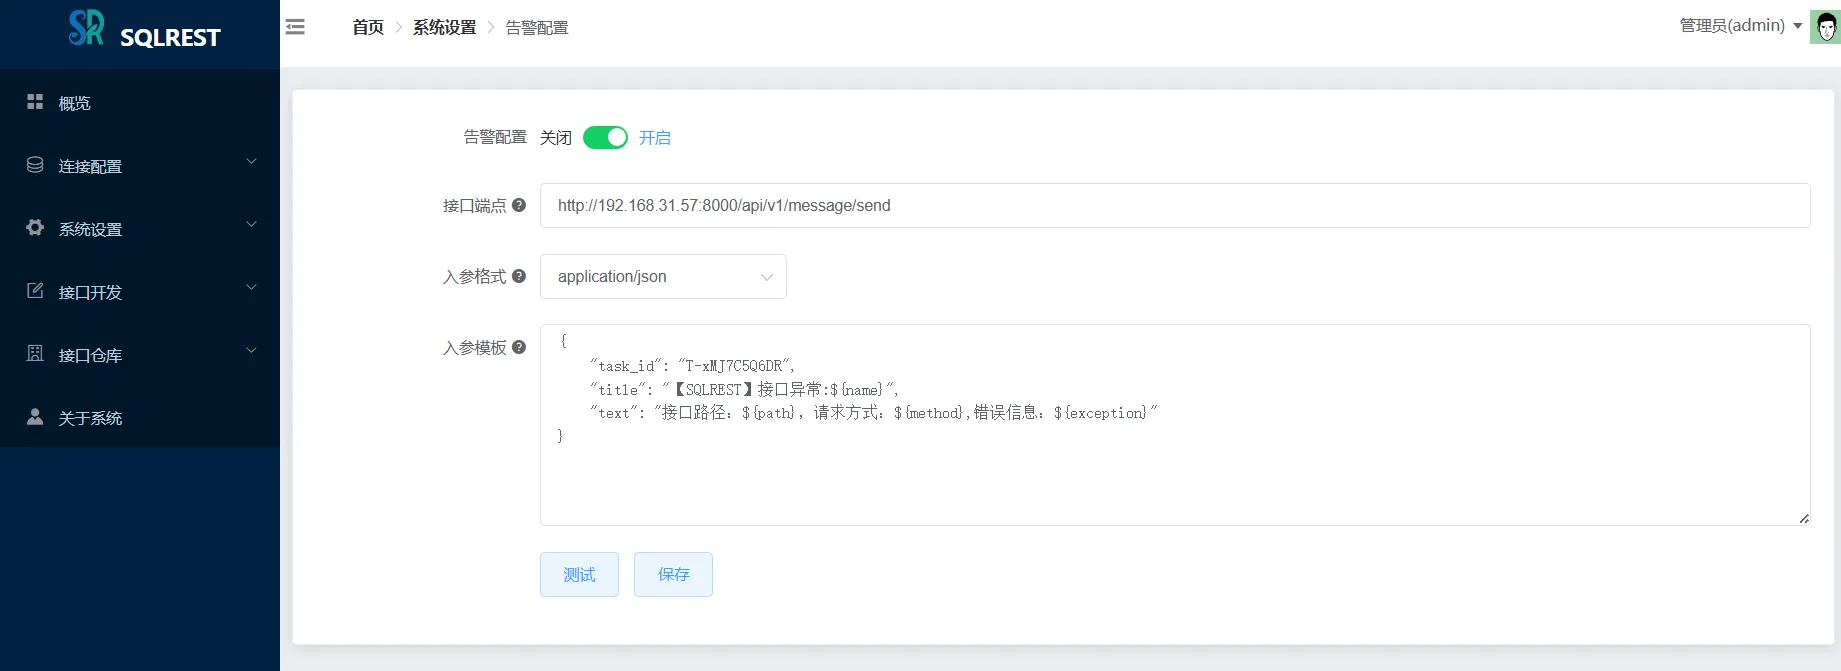 SR SQLREST
首页 > 系统设置 > 告警配置
管理员(admin)
概览
连接配置
系统设置
接口开发
接口仓库
关于系统
告警配置 关闭 开启
接口端点 http://192.168.31.57:8000/api/v1/message/send
入参格式 application/json
入参模板
{
"task_id": "T-xMJ7C5Q6DR",
"title": "【SQLREST】接口异常:${name}",
"text": "接口路径：${path}，请求方式：${method},错误信息：${exception}"
}
测试 保存